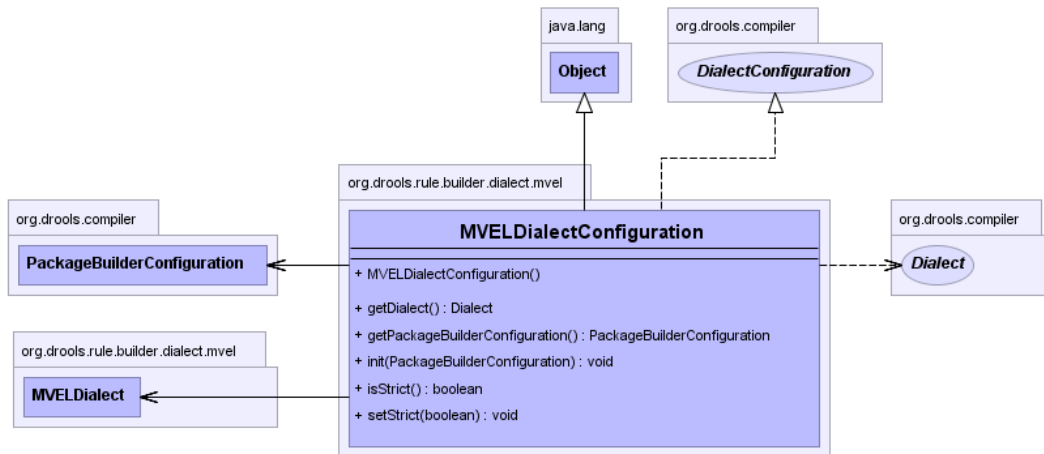 java.lang
org.drools.compiler
Object
DialectConfiguration
org.drools.rule.builder.dialect.mvel
org.drools.compiler
org.drools.compiler
MVELDialectConfiguration
PackageBuilderConfiguration
Dialect
+ MVELDialectConfiguration()
+ getDialect() : Dialect
+ getPackageBuilderConfiguration() : PackageBuilderConfiguration
org.drools.rule.builder.dialect.mvel
+ init(PackageBuilderConfiguration) : void
+ isStrict() : boolean
MVELDialect
+ setStrict(boolean) : void